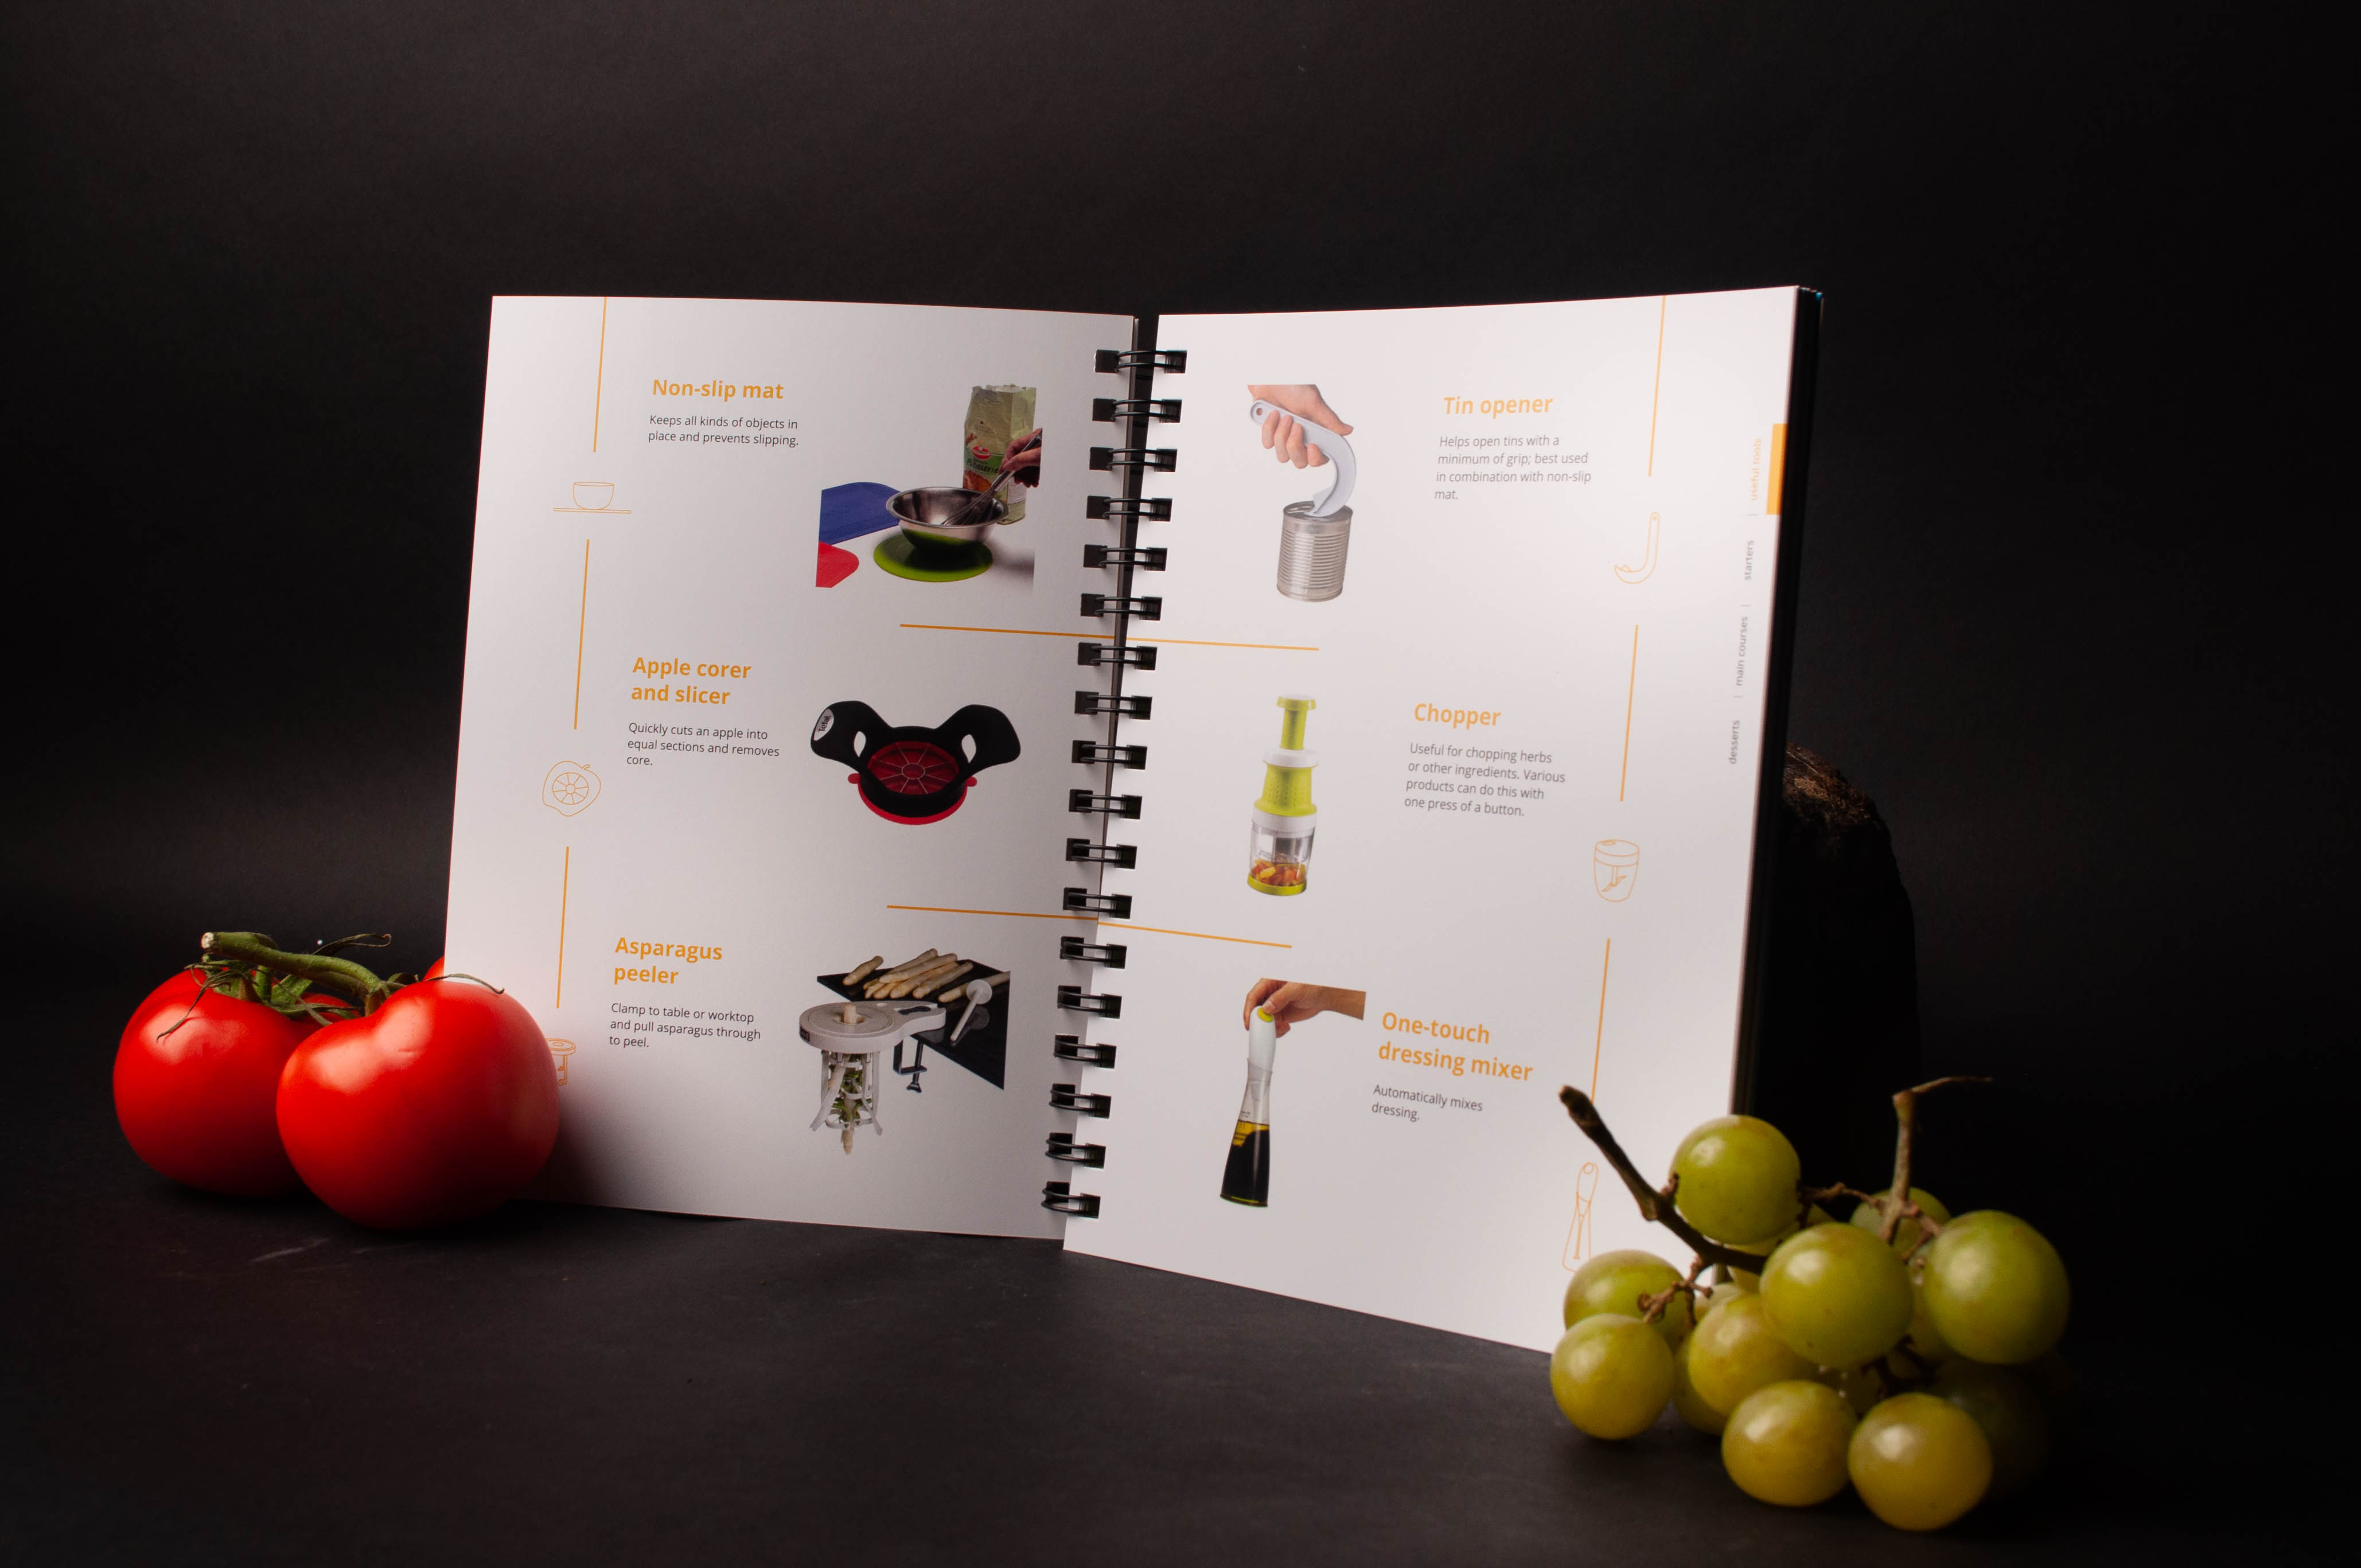 Non-slip mat
Keeps all kinds of objects in
place and prevents slipping.
Apple corer
and slicer
Quickly cuts an apple into
equal sections and removes
core.
Tefal
Asparagus
peeler
Clamp to table or worktop
and pull asparagus through
to peel.
Tin opener
Helps open tins with a
minimum of grip; best used
in combination with non-slip
mat.
Chopper
Useful for chopping herbs
or other ingredients. Various
products can do this with
one press of a button.
One-touch
dressing mixer
Automatically mixes
dressing.
desserts | main courses | starters | useful tools